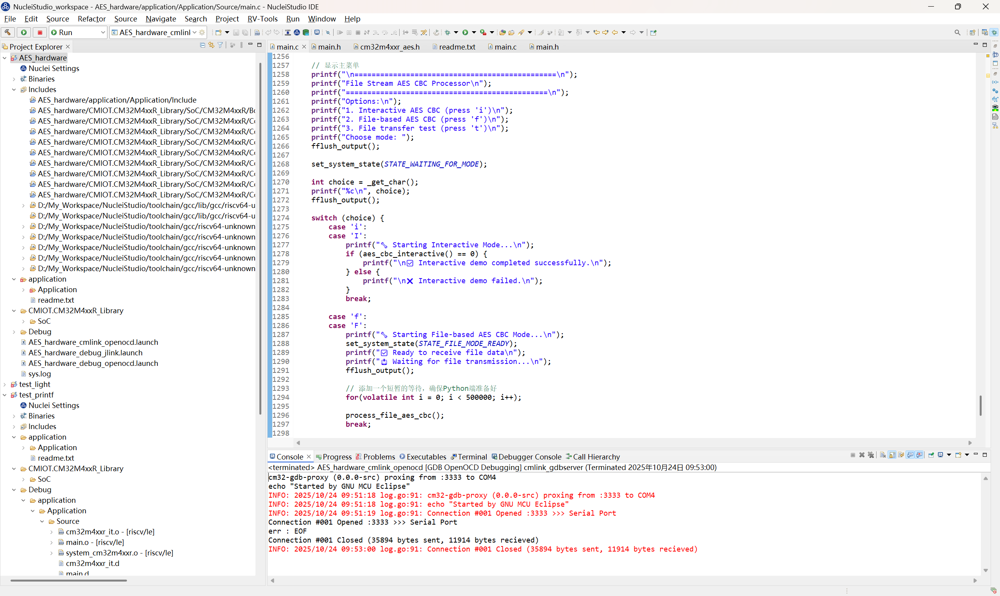 NucleiStudio_workspace - AES_hardware/application/Application/Source/main.c - NucleiStudio IDE
File Edit Source Refactor Source Navigate Search Project RV-Tools Run Window Help
Run AES_hardware_cmlinl
Project Explorer
AES_hardware
Nuclei Settings
Binaries
Includes
AES_hardware/application/Application/Include
AES_hardware/CMIOT.CM32M4xxR_Library/SoC/CM32M4xxR/Bo
AES_hardware/CMIOT.CM32M4xxR_Library/SoC/CM32M4xxR/Co
AES_hardware/CMIOT.CM32M4xxR_Library/SoC/CM32M4xxR/Co
AES_hardware/CMIOT.CM32M4xxR_Library/SoC/CM32M4xxR/Co
AES_hardware/CMIOT.CM32M4xxR_Library/SoC/CM32M4xxR/Co
AES_hardware/CMIOT.CM32M4xxR_Library/SoC/CM32M4xxR/Co
AES_hardware/CMIOT.CM32M4xxR_Library/SoC/CM32M4xxR/Co
AES_hardware/CMIOT.CM32M4xxR_Library/SoC/CM32M4xxR/Co
AES_hardware/CMIOT.CM32M4xxR_Library/SoC/CM32M4xxR/Co
D:/My_Workspace/NucleiStudio/toolchain/gcc/lib/gcc/riscv64-u
D:/My_Workspace/NucleiStudio/toolchain/gcc/lib/gcc/riscv64-u
D:/My_Workspace/NucleiStudio/toolchain/gcc/riscv64-unknown
D:/My_Workspace/NucleiStudio/toolchain/gcc/riscv64-unknown
D:/My_Workspace/NucleiStudio/toolchain/gcc/riscv64-unknown
D:/My_Workspace/NucleiStudio/toolchain/gcc/riscv64-unknown
D:/My_Workspace/NucleiStudio/toolchain/gcc/riscv64-unknown
application
Application
readme.txt
CMIOT.CM32M4xxR_Library
SoC
Debug
AES_hardware_cmlink_openocd.launch
AES_hardware_debug_jlink.launch
AES_hardware_debug_openocd.launch
sys.log
test_light
test_printf
Nuclei Settings
Binaries
Includes
application
Application
readme.txt
CMIOT.CM32M4xxR_Library
SoC
Debug
application
Application
Source
cm32m4xxr_it.o - [riscv/le]
main.o - [riscv/le]
system_cm32m4xxr.o - [riscv/le]
cm32m4xxr_it.d
main.d
main.c main.h cm32m4xxr_aes.h readme.txt main.c main.h
1256
1257 // 显示主菜单
1258 printf("\n===============================================\n");
1259 printf("File Stream AES CBC Processor\n");
1260 printf("===============================================\n");
1261 printf("Options:\n");
1262 printf("1. Interactive AES CBC (press 'i')\n");
1263 printf("2. File-based AES CBC (press 'f')\n");
1264 printf("3. File transfer test (press 't')\n");
1265 printf("Choose mode: ");
1266 fflush_output();
1267
1268 set_system_state(STATE_WAITING_FOR_MODE);
1269
1270 int choice = _get_char();
1271 printf("%c\n", choice);
1272 fflush_output();
1273
1274 switch (choice) {
1275 case 'i':
1276 case 'I':
1277 printf("🔧 Starting Interactive Mode...\n");
1278 if (aes_cbc_interactive() == 0) {
1279 printf("\n✅ Interactive demo completed successfully.\n");
1280 } else {
1281 printf("\n❌ Interactive demo failed.\n");
1282 }
1283 break;
1284
1285 case 'f':
1286 case 'F':
1287 printf("🔧 Starting File-based AES CBC Mode...\n");
1288 set_system_state(STATE_FILE_MODE_READY);
1289 printf("✅ Ready to receive file data\n");
1290 printf("📥 Waiting for file transmission...\n");
1291 fflush_output();
1292
1293 // 添加一个短暂的等待，确保Python端准备好
1294 for(volatile int i = 0; i < 500000; i++);
1295
1296 process_file_aes_cbc();
1297 break;
1298
Console Progress Problems Executables Terminal Debugger Console Call Hierarchy
<terminated> AES_hardware_cmlink_openocd [GDB OpenOCD Debugging] cmlink_gdbserver (Terminated 2025年10月24日 09:53:00)
cm32-gdb-proxy (0.0.0-src) proxing from :3333 to COM4
echo "Started by GNU MCU Eclipse"
INFO: 2025/10/24 09:51:18 log.go:91: cm32-gdb-proxy (0.0.0-src) proxing from :3333 to COM4
INFO: 2025/10/24 09:51:18 log.go:91: echo "Started by GNU MCU Eclipse"
INFO: 2025/10/24 09:51:19 log.go:91: Connection #001 Opened :3333 >>> Serial Port
Connection #001 Opened :3333 >>> Serial Port
err : EOF
Connection #001 Closed (35894 bytes sent, 11914 bytes recieved)
INFO: 2025/10/24 09:53:00 log.go:91: Connection #001 Closed (35894 bytes sent, 11914 bytes recieved)